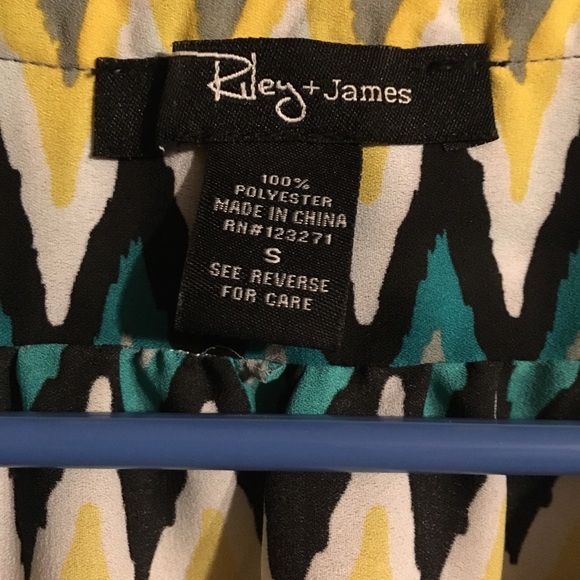 Riley + James
100%
POLYESTER
MADE IN CHINA
RN#123271
S
SEE REVERSE
FOR CARE